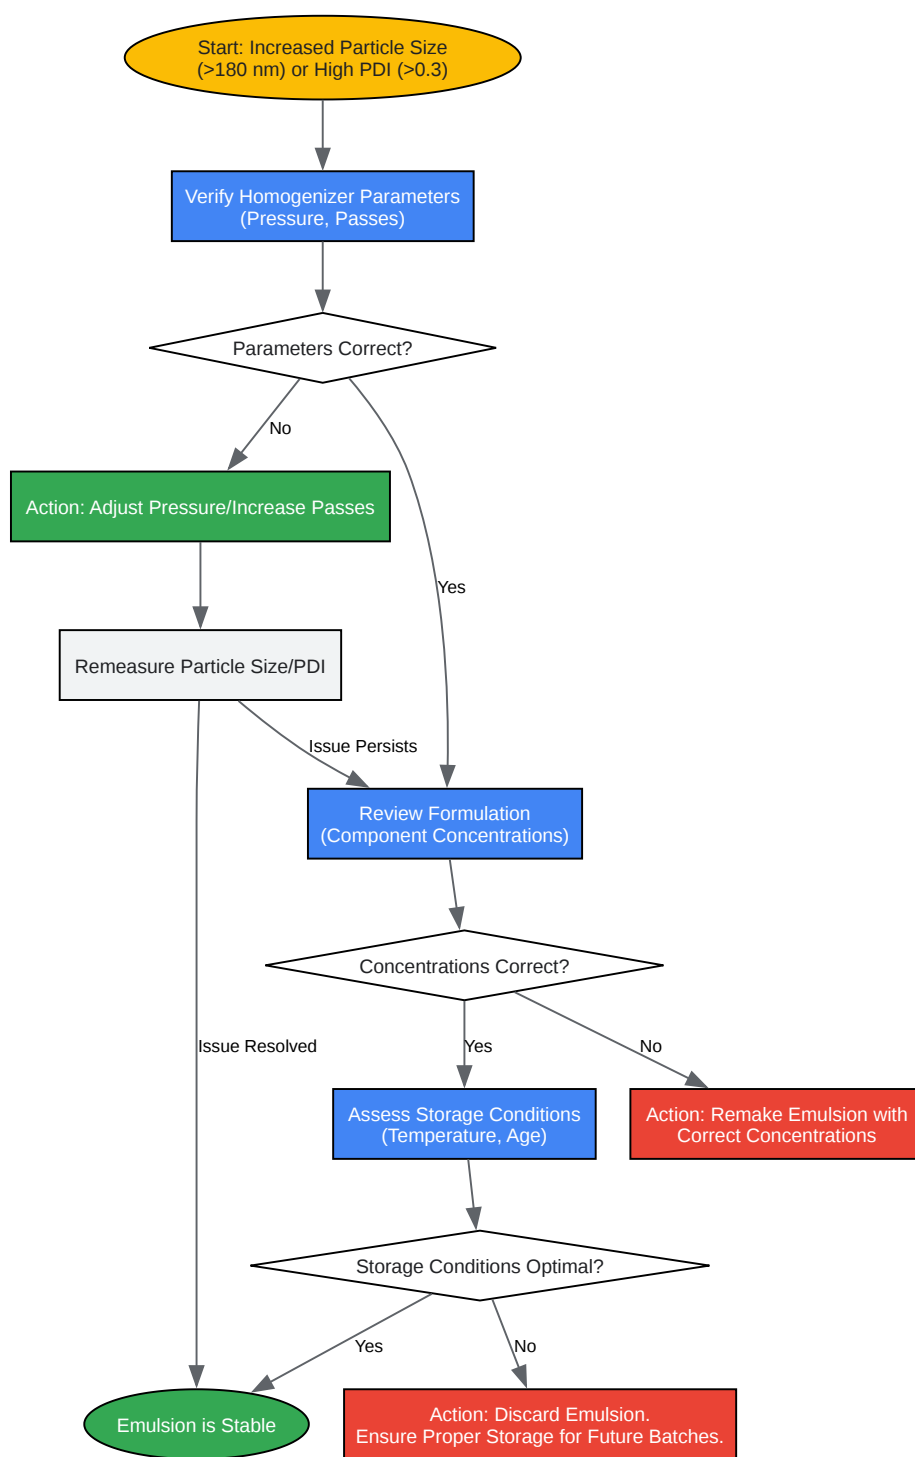 Start: Increased Particle Size
(>180 nm) or High PDI (>0.3)
Verify Homogenizer Parameters
(Pressure, Passes)
Parameters Correct?
No
Action: Adjust Pressure/Increase Passes
Yes
Remeasure Particle Size/PDI
Issue Persists
Review Formulation
(Component Concentrations)
Concentrations Correct?
Issue Resolved
Yes
No
Assess Storage Conditions
(Temperature, Age)
Action: Remake Emulsion with
Correct Concentrations
Storage Conditions Optimal?
Yes
No
Emulsion is Stable
Action: Discard Emulsion.
Ensure Proper Storage for Future Batches.